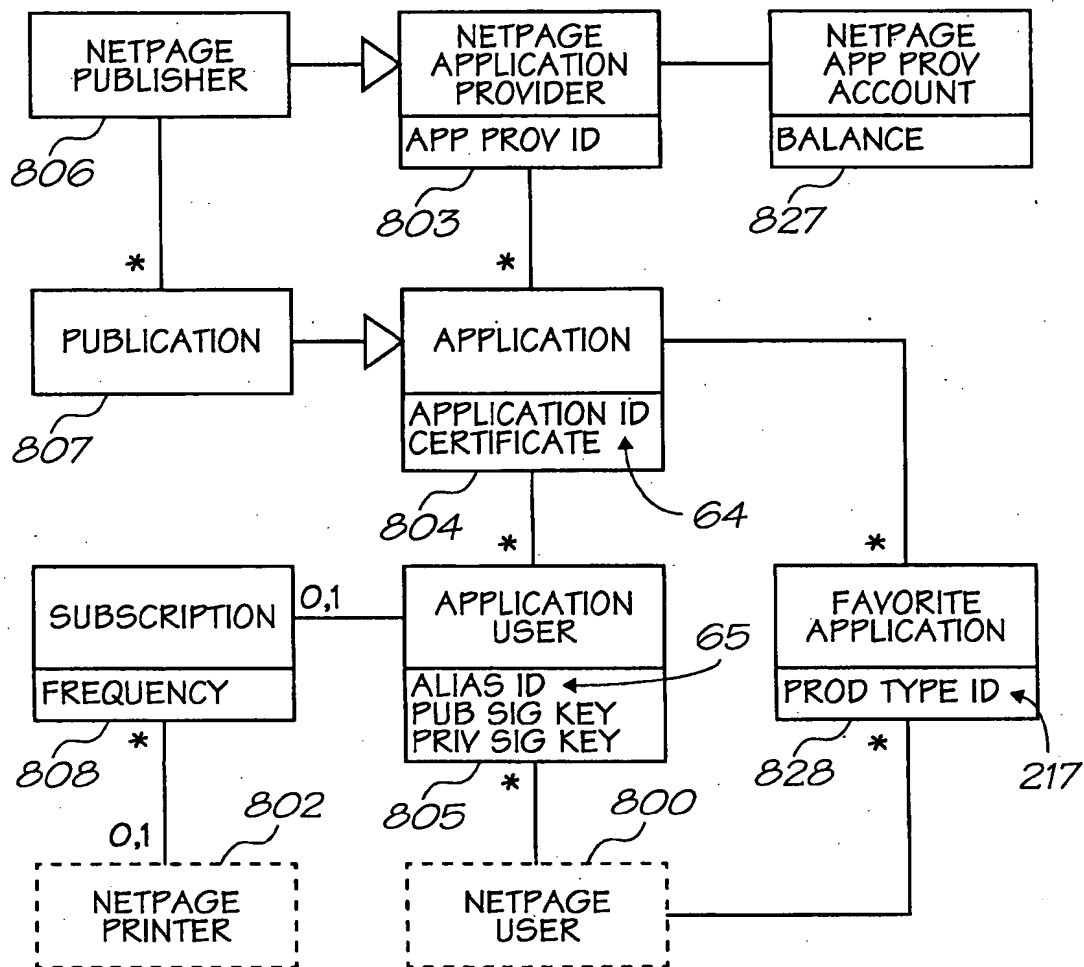 NETPAGE
PUBLISHER
NETPAGE
APPLICATION
PROVIDER
APP PROV ID
NETPAGE
APP PROV
ACCOUNT
BALANCE
806
803
827
*
*
PUBLICATION
APPLICATION
APPLICATION ID
CERTIFICATE
807
804
64
*
*
SUBSCRIPTION
FREQUENCY
0,1
APPLICATION
USER
ALIAS ID
PUB SIG KEY
PRIV SIG KEY
65
FAVORITE
APPLICATION
PROD TYPE ID
808
*
805
*
828
*
217
0,1
802
800
NETPAGE
PRINTER
NETPAGE
USER